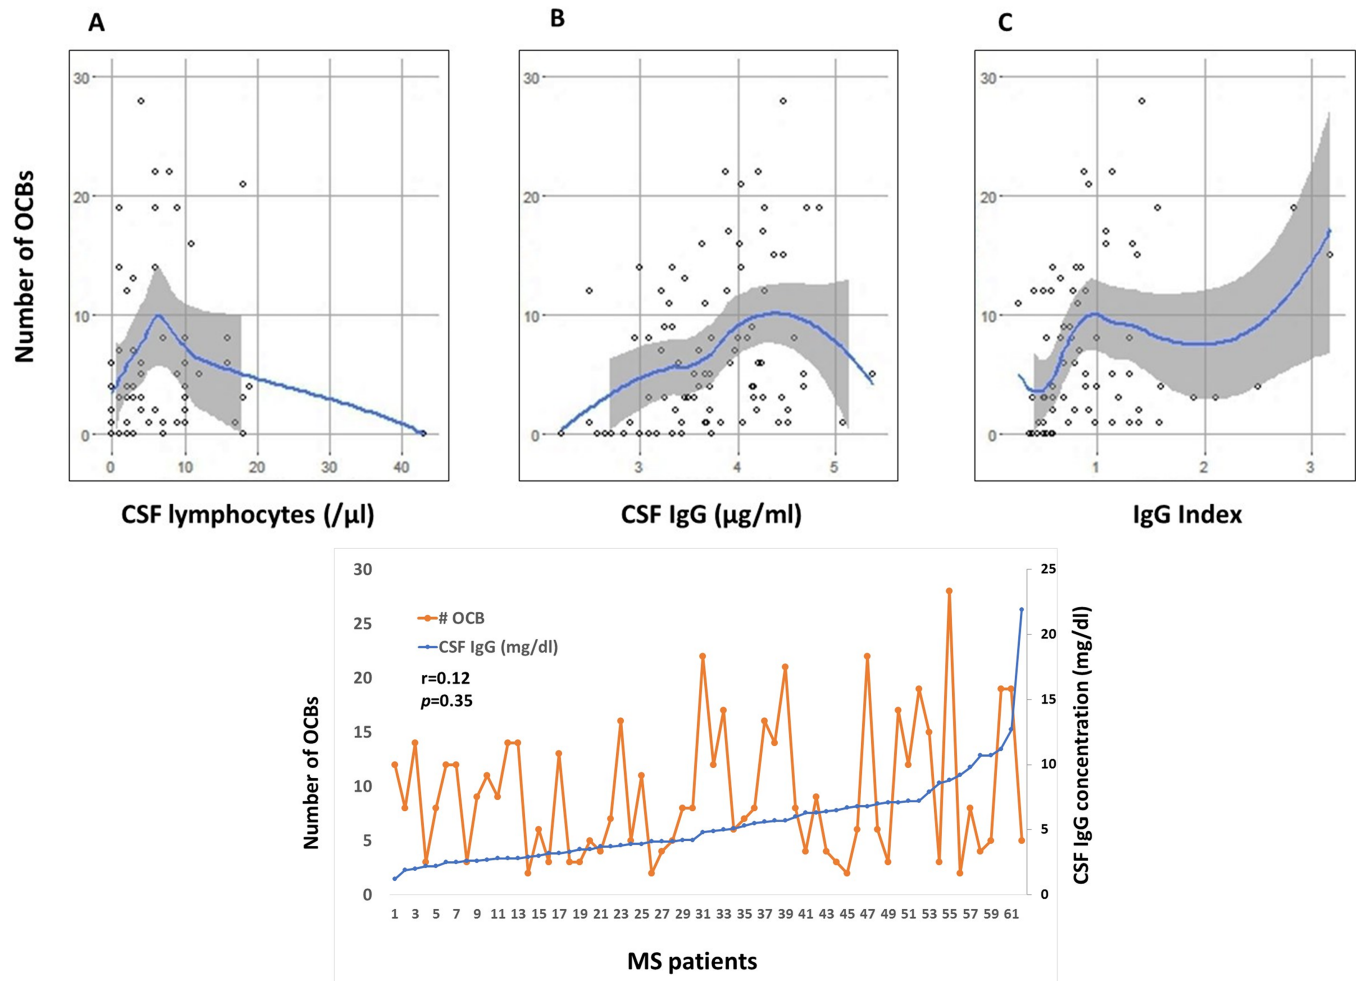 A
B
C
Number of OCBs
30
20
10
0
0 10 20 30 40
CSF lymphocytes (/µl)
30
20
10
0
3 4 5
CSF IgG (µg/ml)
30
20
10
0
1 2 3
IgG Index
30
25
20
15
10
5
0
Number of OCBs
# OCB
CSF IgG (mg/dl)
r=0.12
p=0.35
25
20
15
10
5
0
CSF IgG concentration (mg/dl)
1 3 5 7 9 11 13 15 17 19 21 23 25 27 29 31 33 35 37 39 41 43 45 47 49 51 53 55 57 59 61
MS patients